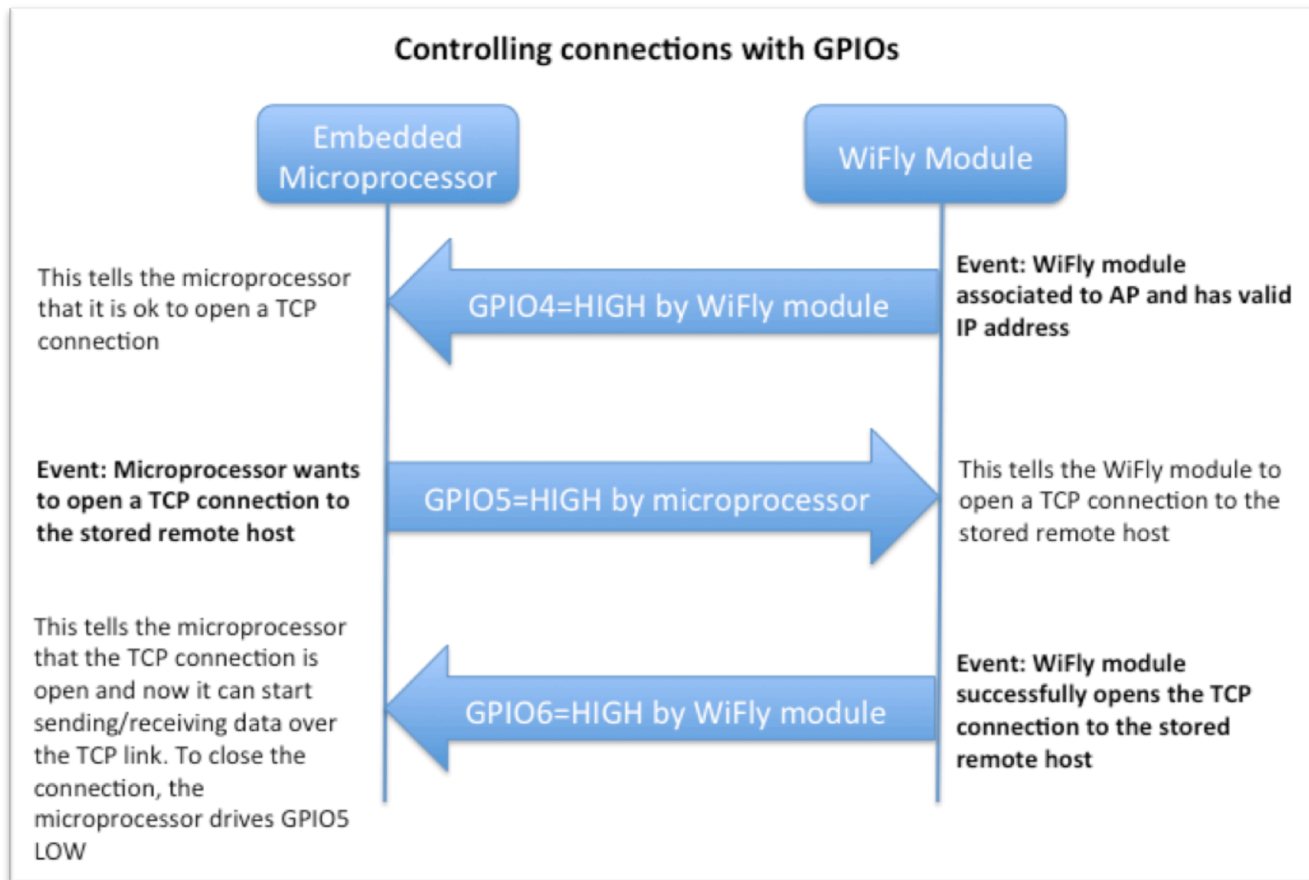 Controlling connections with GPIOs
Embedded
Microprocessor
WiFly Module
This tells the microprocessor
that it is ok to open a TCP
connection
GPIO4=HIGH by WiFly module
Event: WiFly module
associated to AP and has valid
IP address
Event: Microprocessor wants
to open a TCP connection to
the stored remote host
GPIO5=HIGH by microprocessor
This tells the WiFly module to
open a TCP connection to the
stored remote host
This tells the microprocessor
that the TCP connection is
open and now it can start
sending/receiving data over
the TCP link. To close the
connection, the
microprocessor drives GPIO5
LOW
GPIO6=HIGH by WiFly module
Event: WiFly module
successfully opens the TCP
connection to the stored
remote host